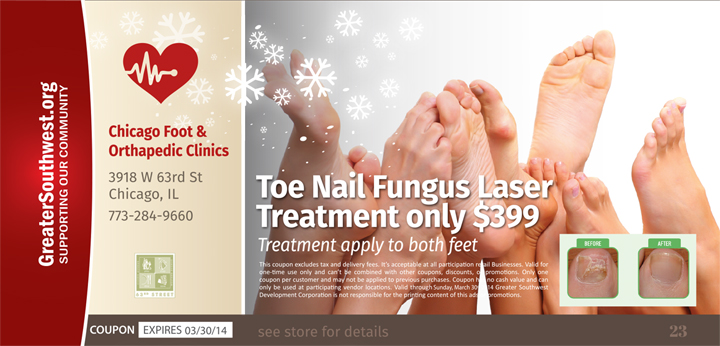 GreaterSouthwest.org
SUPPORTING OUR COMMUNITY
Chicago Foot &
Orthapedic Clinics
3918 W 63rd St
Chicago, IL
773-284-9660
63RD STREET
Toe Nail Fungus Laser
Treatment only $399
Treatment apply to both feet
This coupon excludes tax and delivery fees. It's acceptable at all participation retail Businesses. Valid for
one-time use only and can't be combined with other coupons, discounts, or promotions. Only one
coupon per customer and may not be applied to previous purchases. Coupon has no cash value and can
only be used at participating vendor locations. Valid through Sunday, March 30th, 2014 Greater Southwest
Development Corporation is not responsible for the printing content of this ads or promotions.
BEFORE
AFTER
COUPON
EXPIRES 03/30/14
see store for details
23